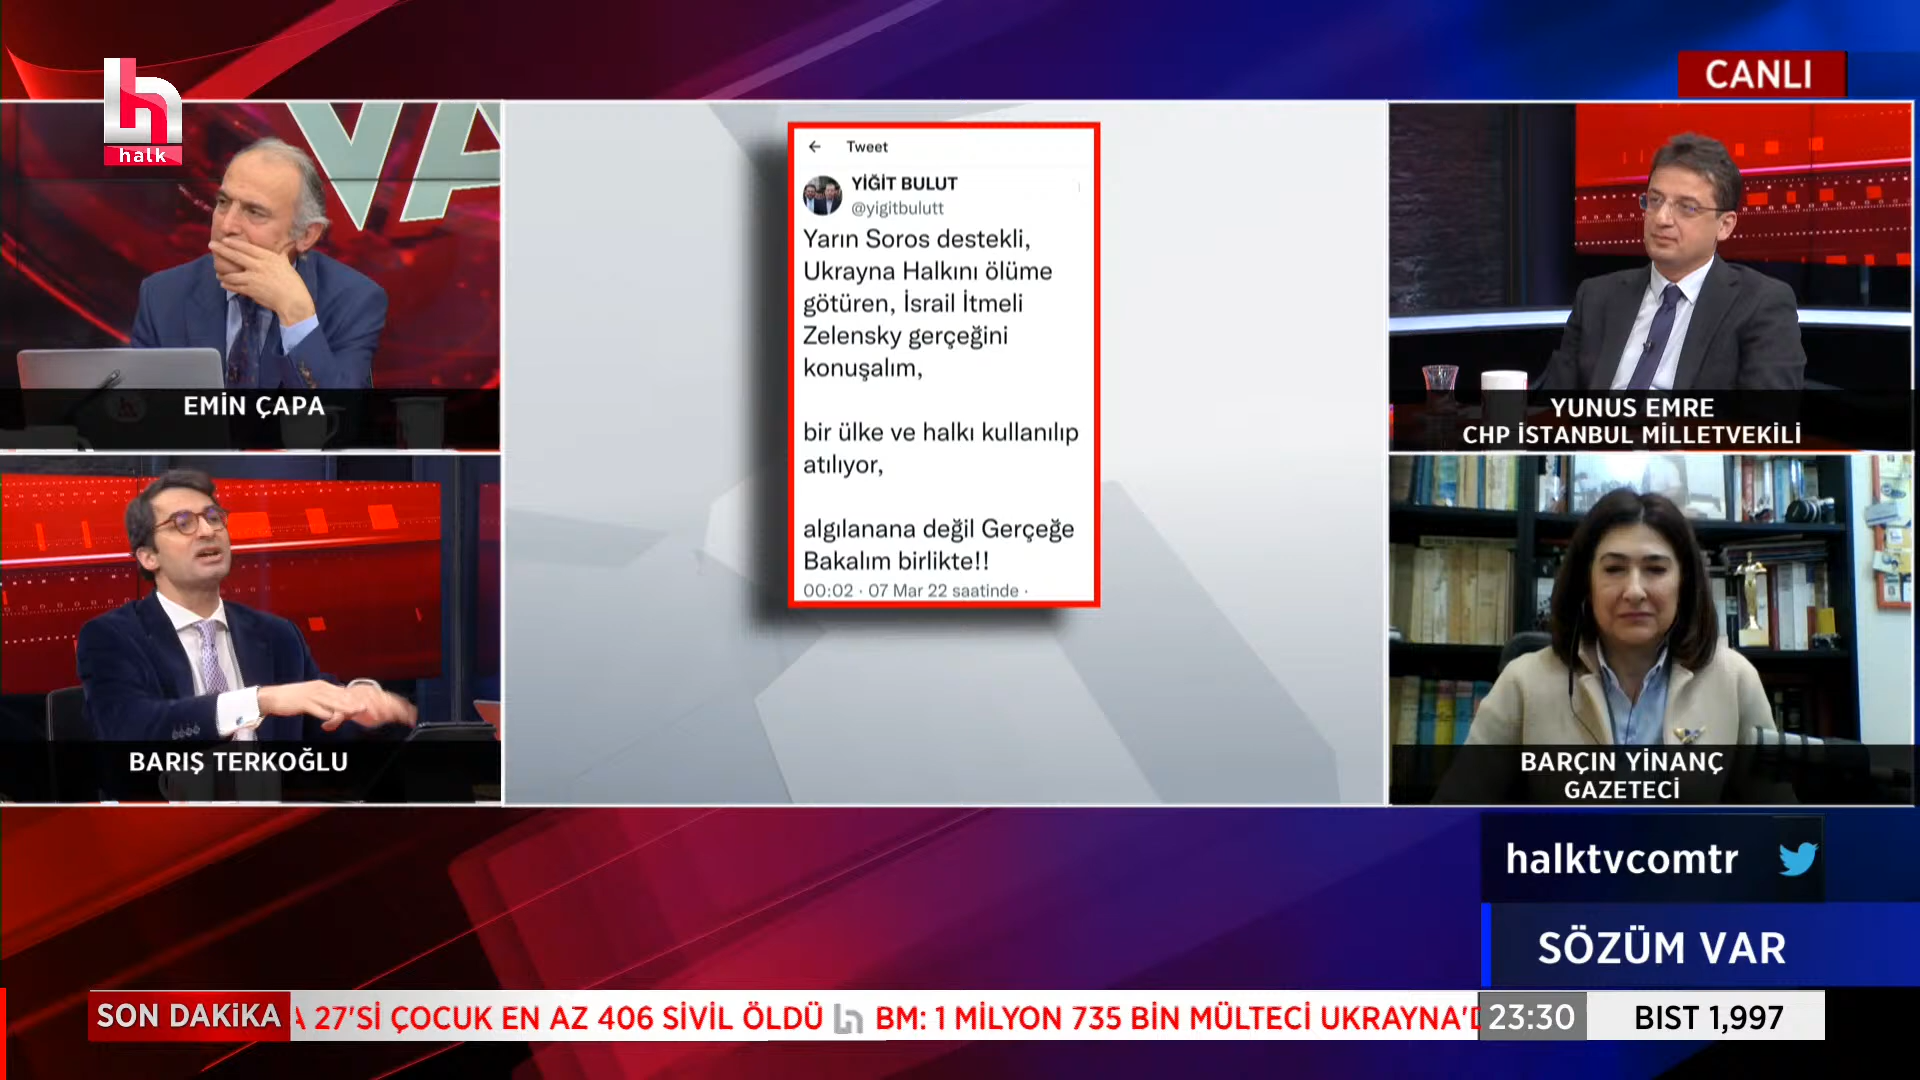 CANLI
halk
VA
EMİN ÇAPA
BARIŞ TERKOĞLU
Tweet
YİĞİT BULUT
@yigitbulutt
Yarın Soros destekli,
Ukrayna Halkını ölüme
götüren, İsrail İtmeli
Zelensky gerçeğini
konuşalım,
bir ülke ve halkı kullanılıp
atılıyor,
algılanana değil Gerçeğe
Bakalım birlikte!!
00:02 · 07 Mar 22 saatinde ·
YUNUS EMRE
CHP İSTANBUL MİLLETVEKİLİ
BARÇIN YİNANÇ
GAZETECİ
halktvcomtr
SÖZÜM VAR
SON DAKiKA
27'Sİ ÇOCUK EN AZ 406 SİVİL ÖLDÜ BM: 1 MİLYON 735 BİN MÜLTECİ UKRAYNA'D
23:30
BIST 1,997